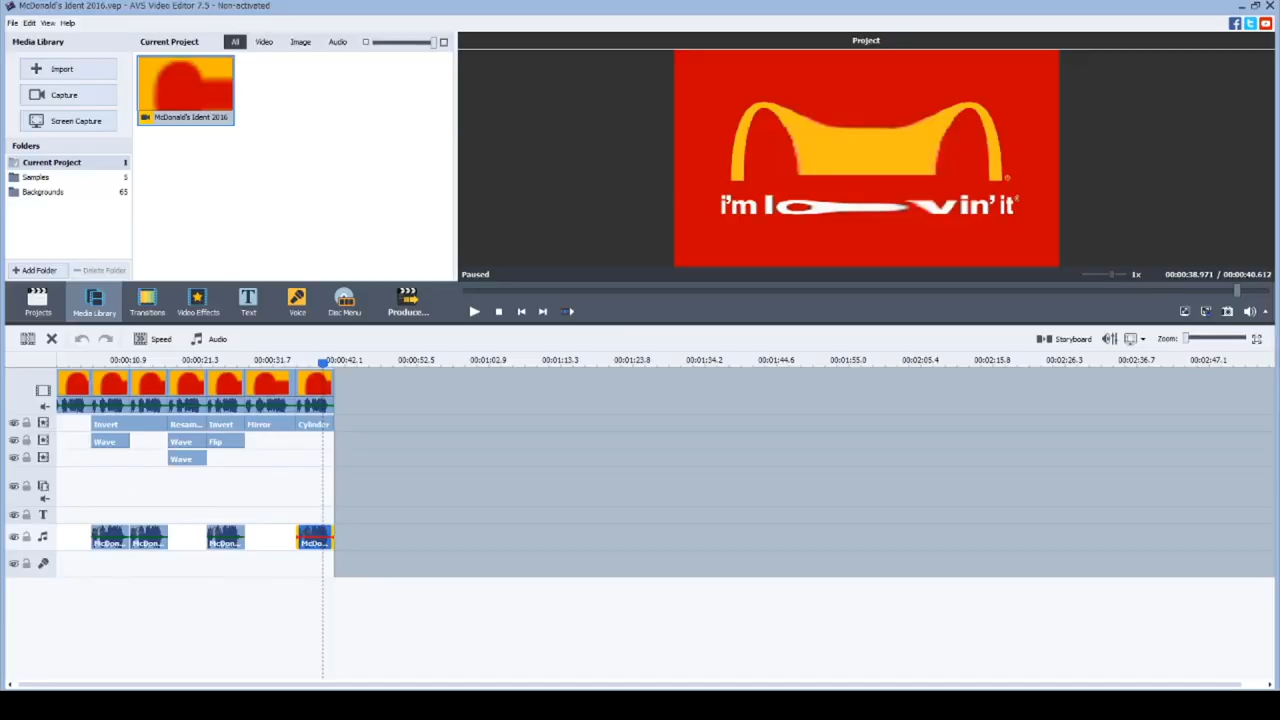 McDonald's Ident 2016.vep - AVS Video Editor 7.5 - Non-activated
File Edit View Help
Media Library
Current Project
All
Video
Image
Audio
Project
Import
Capture
Screen Capture
McDonald's Ident 2016
Folders
Current Project 1
Samples 5
Backgrounds 65
i'm lovin' it®
®
Add Folder
Delete Folder
Paused
1x
00:00:38.971 / 00:00:40.612
Projects
Media Library
Transitions
Video Effects
Text
Voice
Disc Menu
Produce...
Speed
Audio
Storyboard
Zoom:
00:00:10.9 00:00:21.3 00:00:31.7 00:00:42.1 00:00:52.5 00:01:02.9 00:01:13.3 00:01:23.8 00:01:34.2 00:01:44.6 00:01:55.0 00:02:05.4 00:02:15.8 00:02:26.3 00:02:36.7 00:02:47.1
Invert Resam... Invert Mirror Cylinder
Wave Wave Flip
Wave
T
McDon... McDon... McDon... McDo...